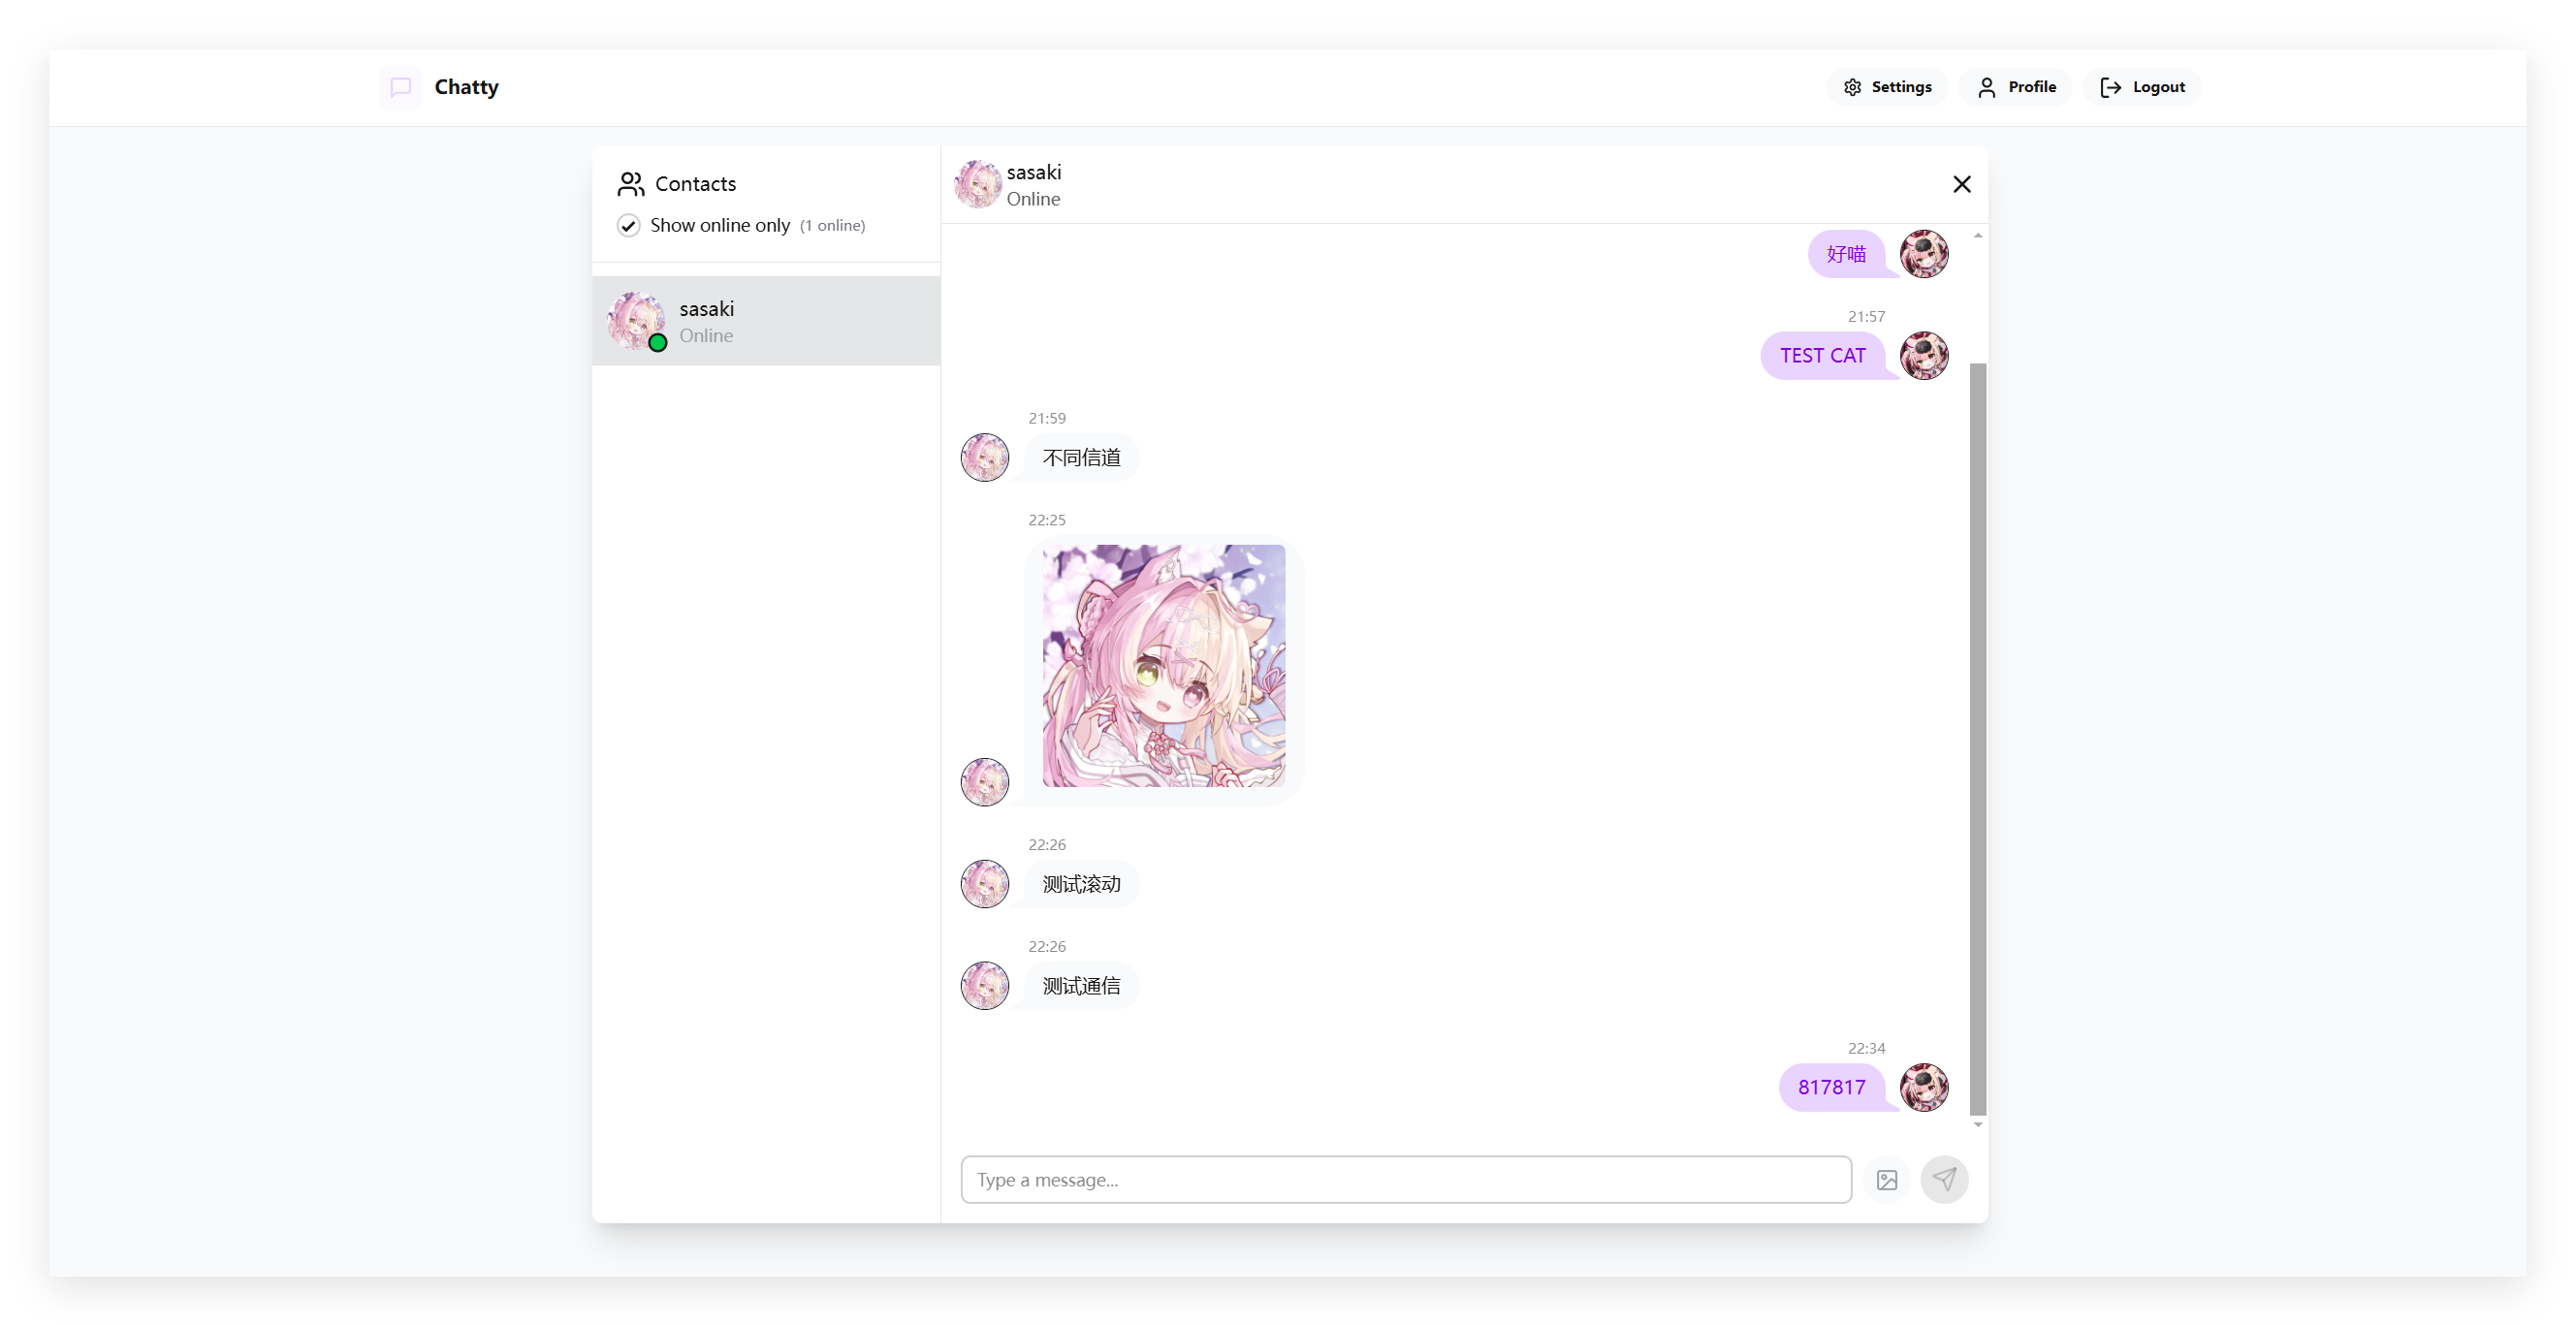 Chatty
Settings
Profile
Logout
Contacts
Show online only (1 online)
sasaki
Online
sasaki
Online
好喵
21:57
TEST CAT
21:59
不同信道
22:25
22:26
测试滚动
22:26
测试通信
22:34
817817
Type a message...